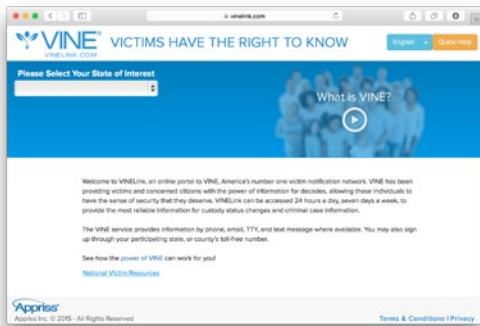 vinelink.com
VINE®
VINELINK.COM
VICTIMS HAVE THE RIGHT TO KNOW
English
Quick Help
Please Select Your State of Interest
What is VINE?
Welcome to VINELink, an online portal to VINE, America's number one victim notification network. VINE has been
providing victims and concerned citizens with the power of information for decades, allowing these individuals to
have the sense of security that they deserve. VINELink can be accessed 24 hours a day, seven days a week, to
provide the most reliable information for custody status changes and criminal case information.
The VINE service provides information by phone, email, TTY, and text message where available. You may also sign
up through your participating state, or county's toll-free number.
See how the power of VINE can work for you!
National Victim Resources
Appriss®
Appriss Inc. © 2015 - All Rights Reserved
Terms & Conditions | Privacy